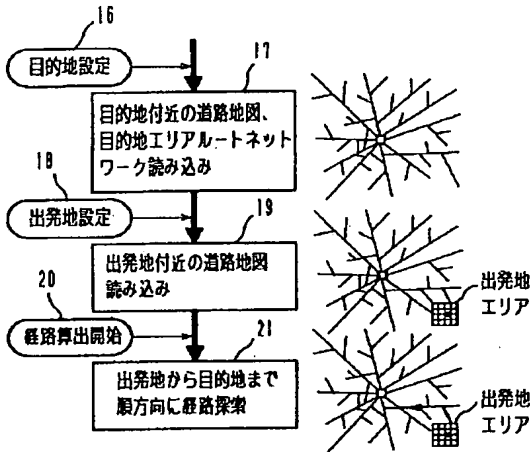 16
目的地設定
17
目的地付近の道路地図、
目的地エリアルートネット
ワーク読み込み
18
出発地設定
19
出発地付近の道路地図
読み込み
出発地
エリア
20
経路算出開始
21
出発地から目的地まで
順方向に経路探索
出発地
エリア